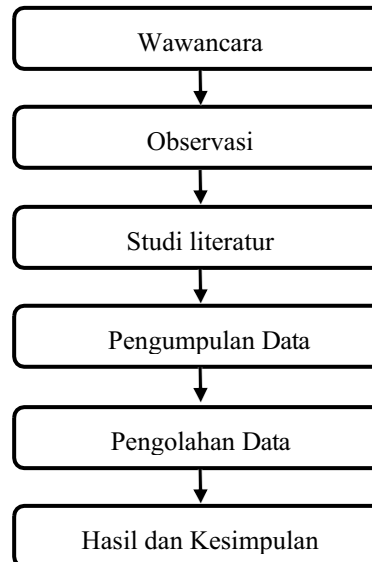 Wawancara
Observasi
Studi literatur
Pengumpulan Data
Pengolahan Data
Hasil dan Kesimpulan